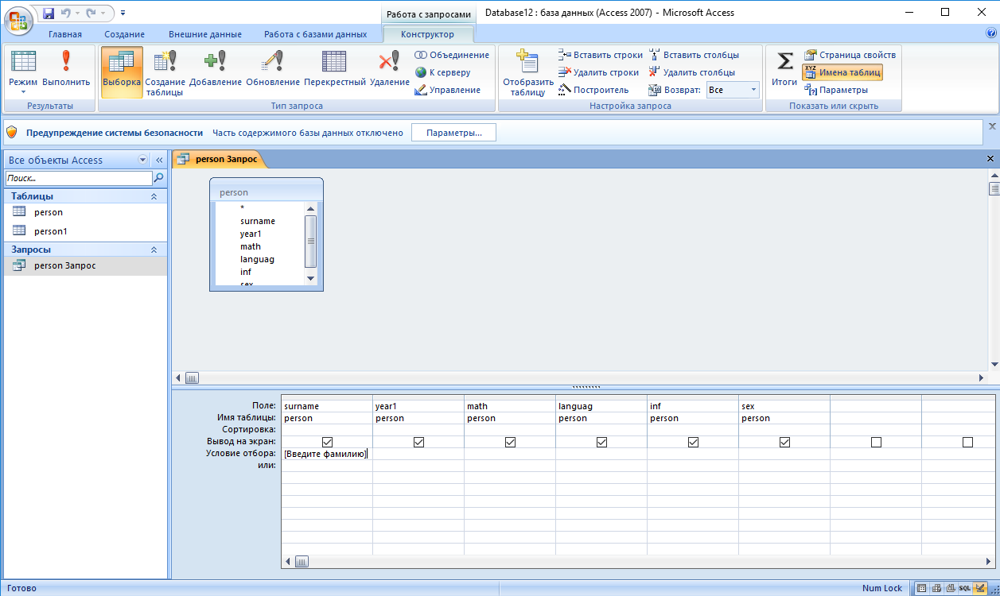 Работа с запросами
Database12 : база данных (Access 2007) - Microsoft Access
Главная Создание Внешние данные Работа с базами данных Конструктор
Режим Выполнить
Результаты
Выборка Создание таблицы Добавление Обновление Перекрестный Удаление
Объединение
К серверу
Управление
Тип запроса
Отобразить таблицу
Вставить строки
Удалить строки
Построитель
Вставить столбцы
Удалить столбцы
Возврат: Все
Настройка запроса
Итоги
Страница свойств
XYZ Имена таблиц
Параметры
Показать или скрыть
Предупреждение системы безопасности Часть содержимого базы данных отключено Параметры...
Все объекты Access
Поиск...
Таблицы
person
person1
Запросы
person Запрос
person Запрос
person
*
surname
year1
math
languag
inf
sex
Поле: surname year1 math languag inf sex
Имя таблицы: person person person person person person
Сортировка:
Вывод на экран:
Условие отбора: [Введите фамилию]
или:
Готово
Num Lock
SQL